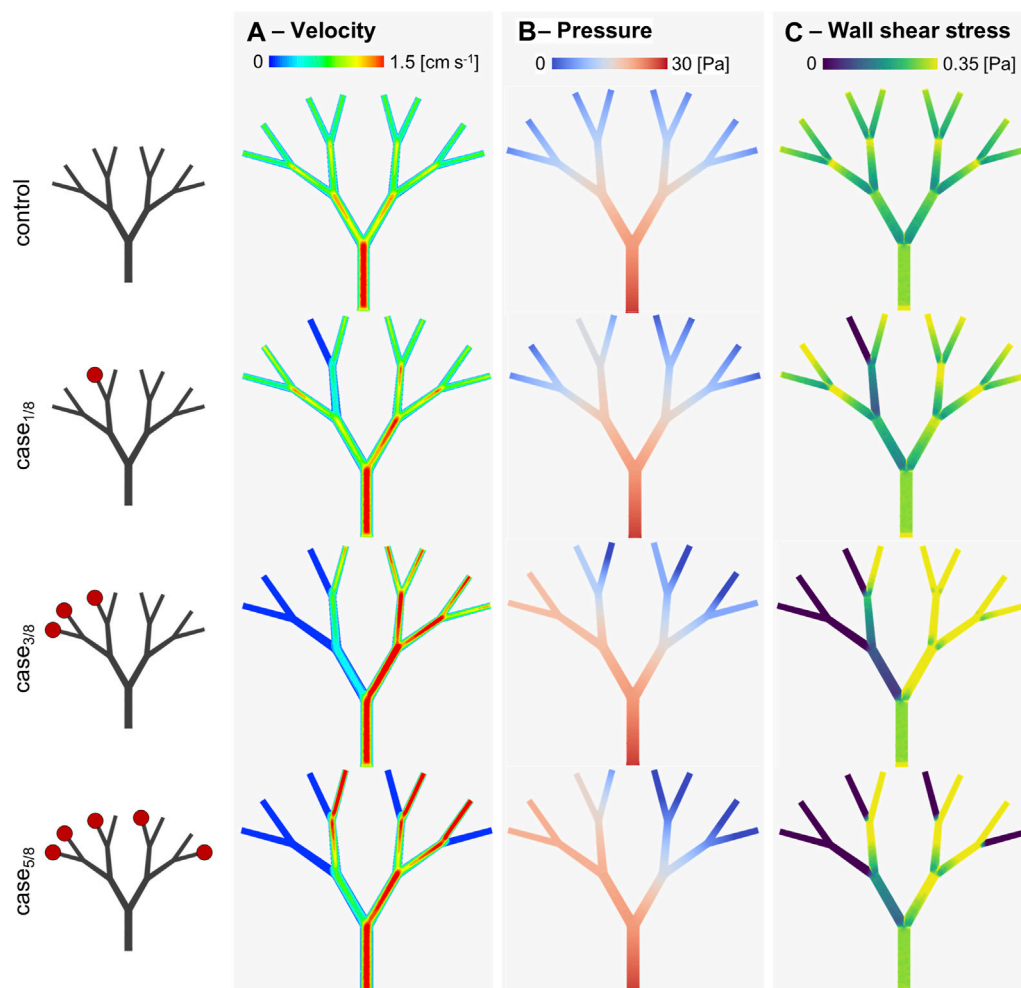 A – Velocity
0 1.5 [cm s⁻¹]
B– Pressure
0 30 [Pa]
C – Wall shear stress
0 0.35 [Pa]
control
case₁/₈
case₃/₈
case₅/₈